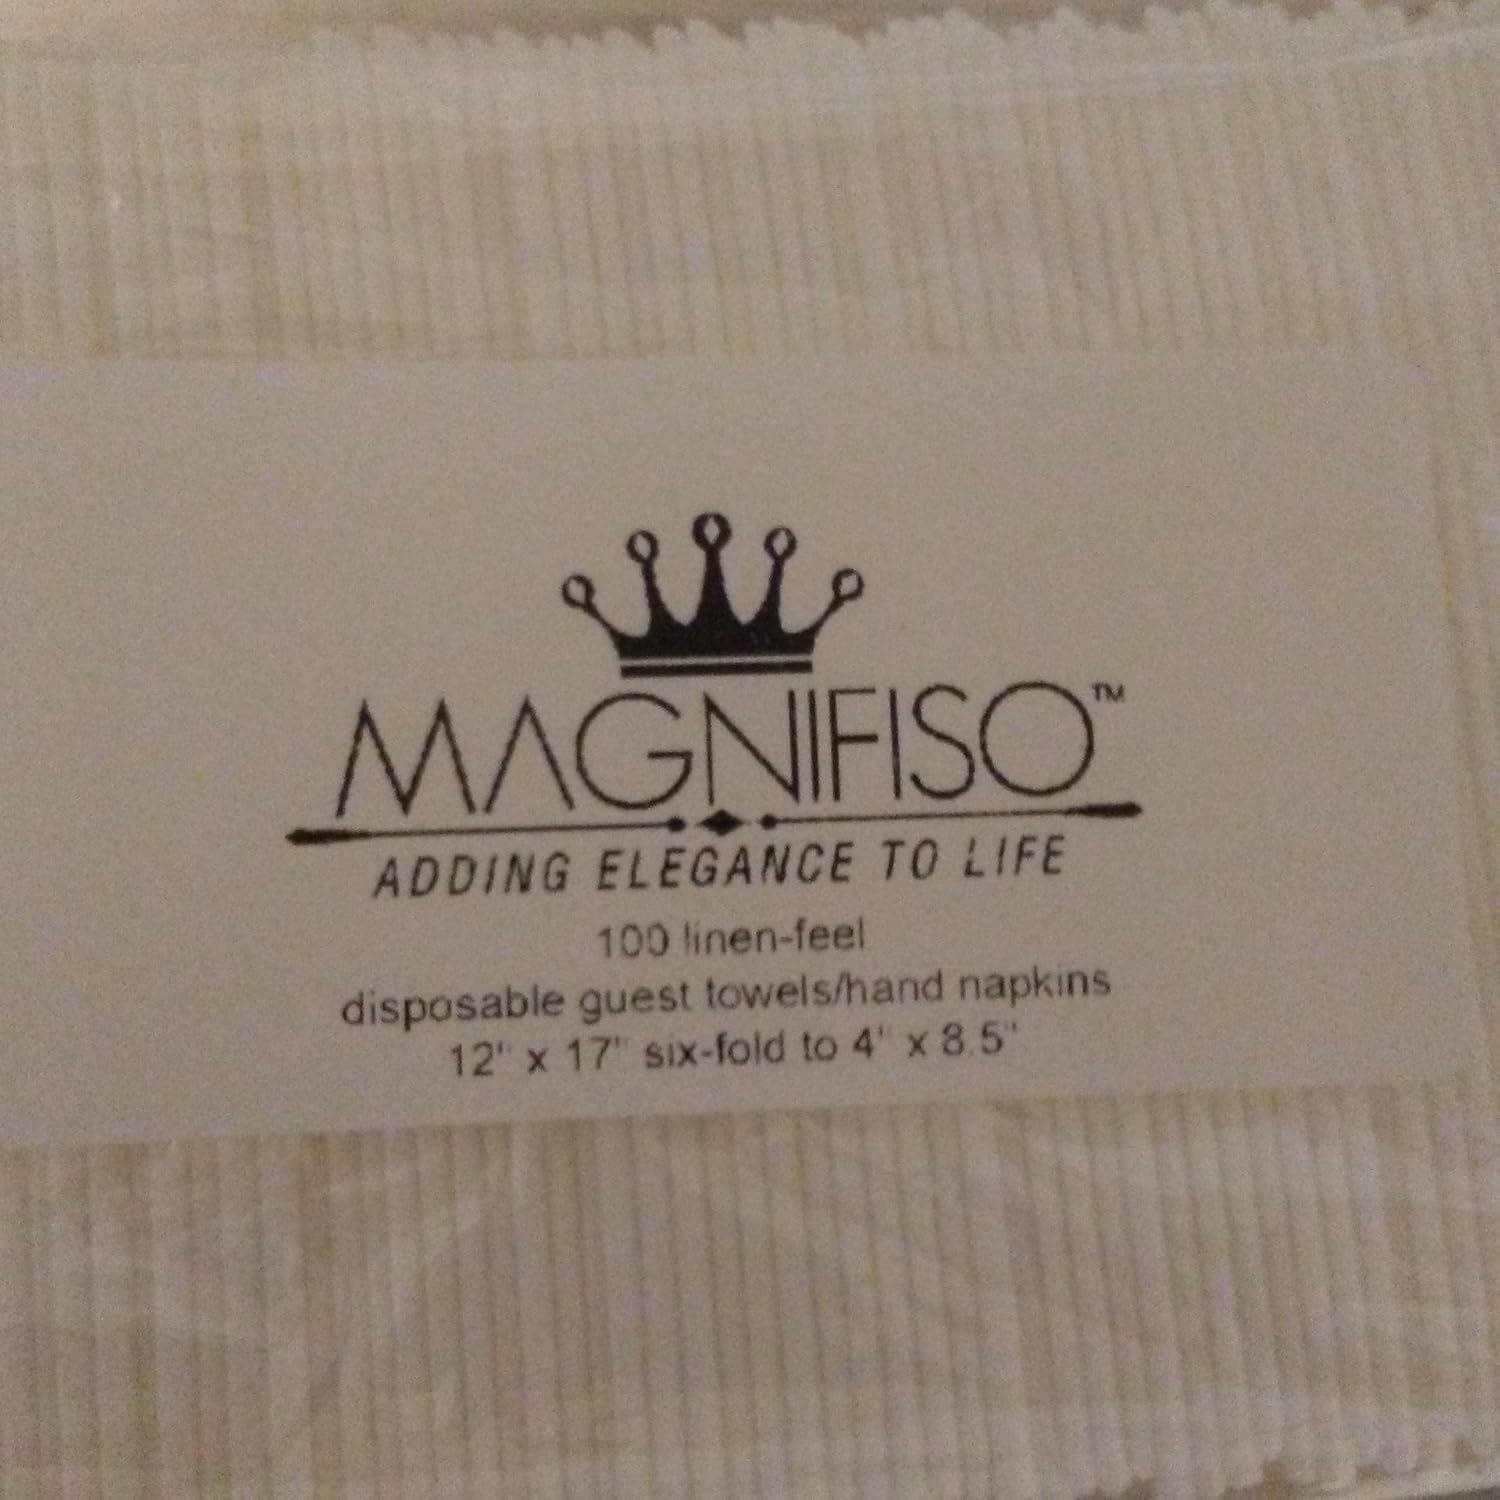 MAGNIFISO™
ADDING ELEGANCE TO LIFE
100 linen-feel
disposable guest towels/hand napkins
12" x 17" six-fold to 4" x 8.5"